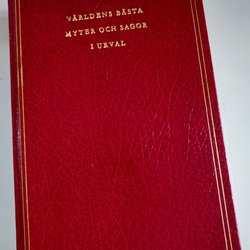 VÄRLDENS BÄSTA
MYTER OCH SAGOR
I URVAL